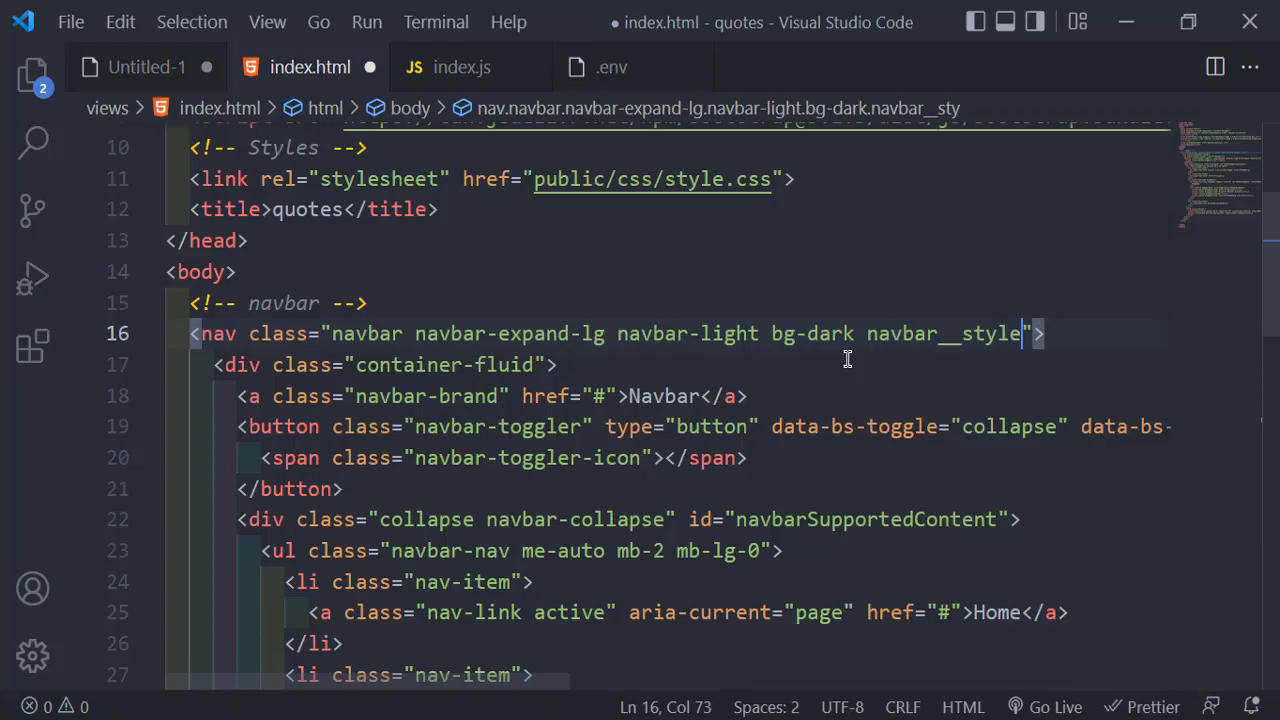 File Edit Selection View Go Run Terminal Help ● index.html - quotes - Visual Studio Code
Untitled-1 ● index.html ● JS index.js .env
views > index.html > html > body > nav.navbar.navbar-expand-lg.navbar-light.bg-dark.navbar__sty
2
10 <!-- Styles -->
11 <link rel="stylesheet" href="public/css/style.css">
12 <title>quotes</title>
13 </head>
14 <body>
15 <!-- navbar -->
16 <nav class="navbar navbar-expand-lg navbar-light bg-dark navbar__style">
17 <div class="container-fluid">
18 <a class="navbar-brand" href="#">Navbar</a>
19 <button class="navbar-toggler" type="button" data-bs-toggle="collapse" data-bs-
20 <span class="navbar-toggler-icon"></span>
21 </button>
22 <div class="collapse navbar-collapse" id="navbarSupportedContent">
23 <ul class="navbar-nav me-auto mb-2 mb-lg-0">
24 <li class="nav-item">
25 <a class="nav-link active" aria-current="page" href="#">Home</a>
26 </li>
27 <li class="nav-item">
0 0 Ln 16, Col 73 Spaces: 2 UTF-8 CRLF HTML Go Live Prettier